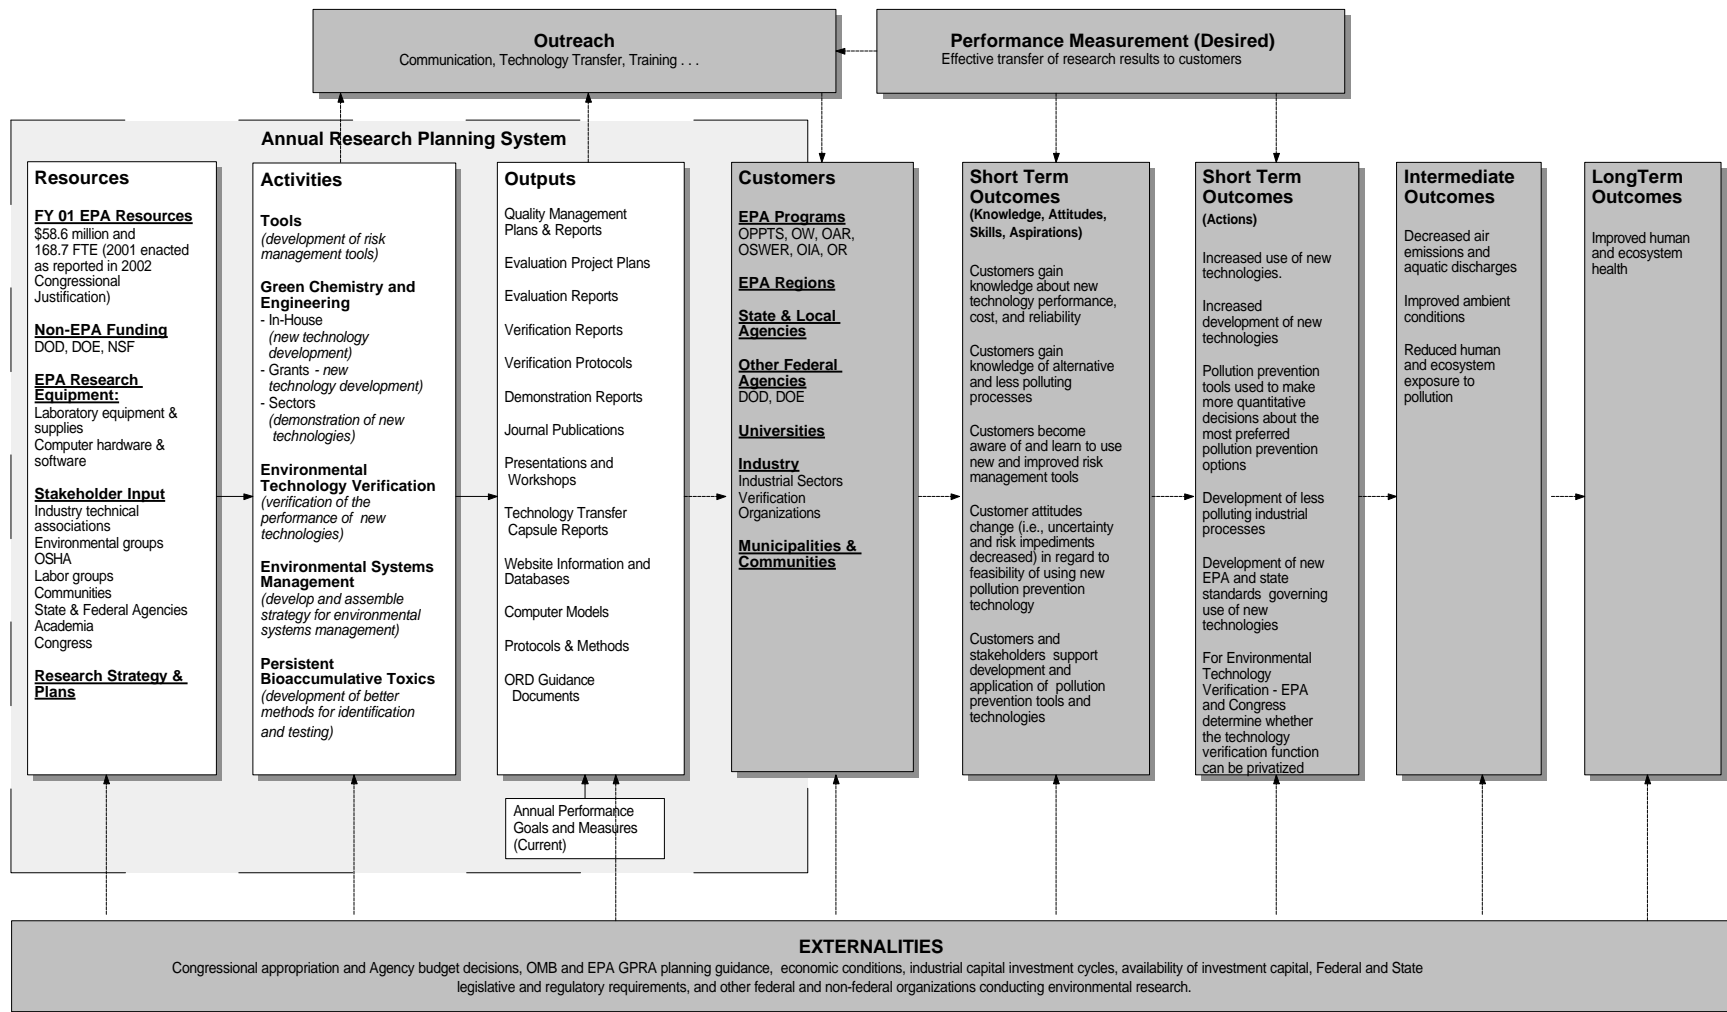 Outreach
Communication, Technology Transfer, Training . . .
Performance Measurement (Desired)
Effective transfer of research results to customers
Annual Research Planning System
Resources
FY 01 EPA Resources
$58.6 million and
168.7 FTE (2001 enacted
as reported in 2002
Congressional
Justification)
Non-EPA Funding
DOD, DOE, NSF
EPA Research
Equipment:
Laboratory equipment &
supplies
Computer hardware &
software
Stakeholder Input
Industry technical
associations
Environmental groups
OSHA
Labor groups
Communities
State & Federal Agencies
Academia
Congress
Research Strategy &
Plans
Activities
Tools
(development of risk
management tools)
Green Chemistry and
Engineering
- In-House
(new technology
development)
- Grants - new
technology development)
- Sectors
(demonstration of new
technologies)
Environmental
Technology Verification
(verification of the
performance of new
technologies)
Environmental Systems
Management
(develop and assemble
strategy for environmental
systems management)
Persistent
Bioaccumulative Toxics
(development of better
methods for identification
and testing)
Outputs
Quality Management
Plans & Reports
Evaluation Project Plans
Evaluation Reports
Verification Reports
Verification Protocols
Demonstration Reports
Journal Publications
Presentations and
Workshops
Technology Transfer
Capsule Reports
Website Information and
Databases
Computer Models
Protocols & Methods
ORD Guidance
Documents
Annual Performance
Goals and Measures
(Current)
Customers
EPA Programs
OPPTS, OW, OAR,
OSWER, OIA, OR
EPA Regions
State & Local
Agencies
Other Federal
Agencies
DOD, DOE
Universities
Industry
Industrial Sectors
Verification
Organizations
Municipalities &
Communities
Short Term
Outcomes
(Knowledge, Attitudes,
Skills, Aspirations)
Customers gain
knowledge about new
technology performance,
cost, and reliability
Customers gain
knowledge of alternative
and less polluting
processes
Customers become
aware of and learn to use
new and improved risk
management tools
Customer attitudes
change (i.e., uncertainty
and risk impediments
decreased) in regard to
feasibility of using new
pollution prevention
technology
Customers and
stakeholders support
development and
application of pollution
prevention tools and
technologies
Short Term
Outcomes
(Actions)
Increased use of new
technologies.
Increased
development of new
technologies
Pollution prevention
tools used to make
more quantitative
decisions about the
most preferred
pollution prevention
options
Development of less
polluting industrial
processes
Development of new
EPA and state
standards governing
use of new
technologies
For Environmental
Technology
Verification - EPA
and Congress
determine whether
the technology
verification function
can be privatized
Intermediate
Outcomes
Decreased air
emissions and
aquatic discharges
Improved ambient
conditions
Reduced human
and ecosystem
exposure to
pollution
LongTerm
Outcomes
Improved human
and ecosystem
health
EXTERNALITIES
Congressional appropriation and Agency budget decisions, OMB and EPA GPRA planning guidance, economic conditions, industrial capital investment cycles, availability of investment capital, Federal and State
legislative and regulatory requirements, and other federal and non-federal organizations conducting environmental research.